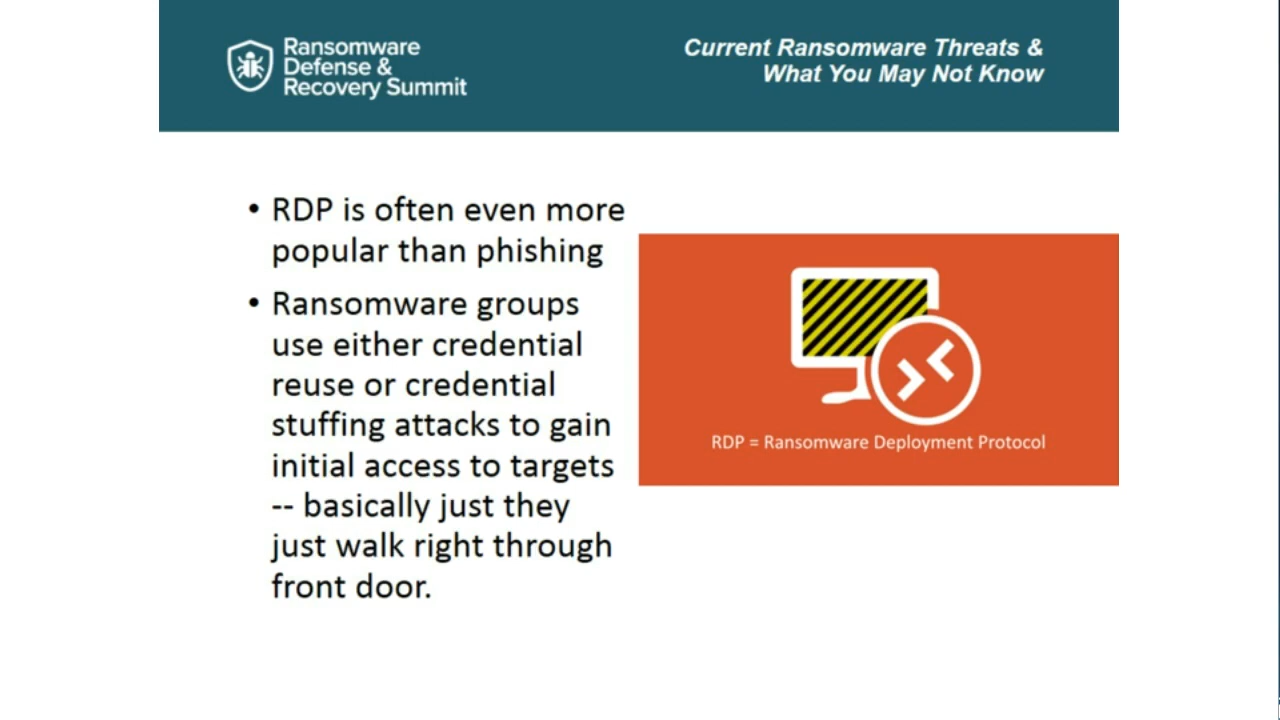 Ransomware
Defense &
Recovery Summit
Current Ransomware Threats &
What You May Not Know
• RDP is often even more
popular than phishing
• Ransomware groups
use either credential
reuse or credential
stuffing attacks to gain
initial access to targets
-- basically just they
just walk right through
front door.
RDP = Ransomware Deployment Protocol